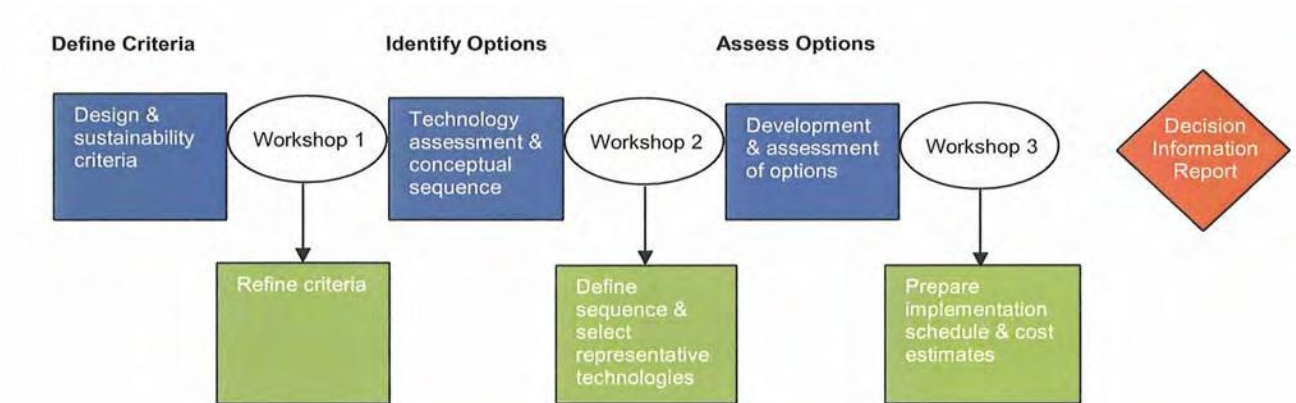 Define Criteria
Identify Options
Assess Options
Design &
sustainability
criteria
Workshop 1
Technology
assessment &
conceptual
sequence
Workshop 2
Development
& assessment
of options
Workshop 3
Decision
Information
Report
Refine criteria
Define
sequence &
select
representative
technologies
Prepare
implementation
schedule & cost
estimates